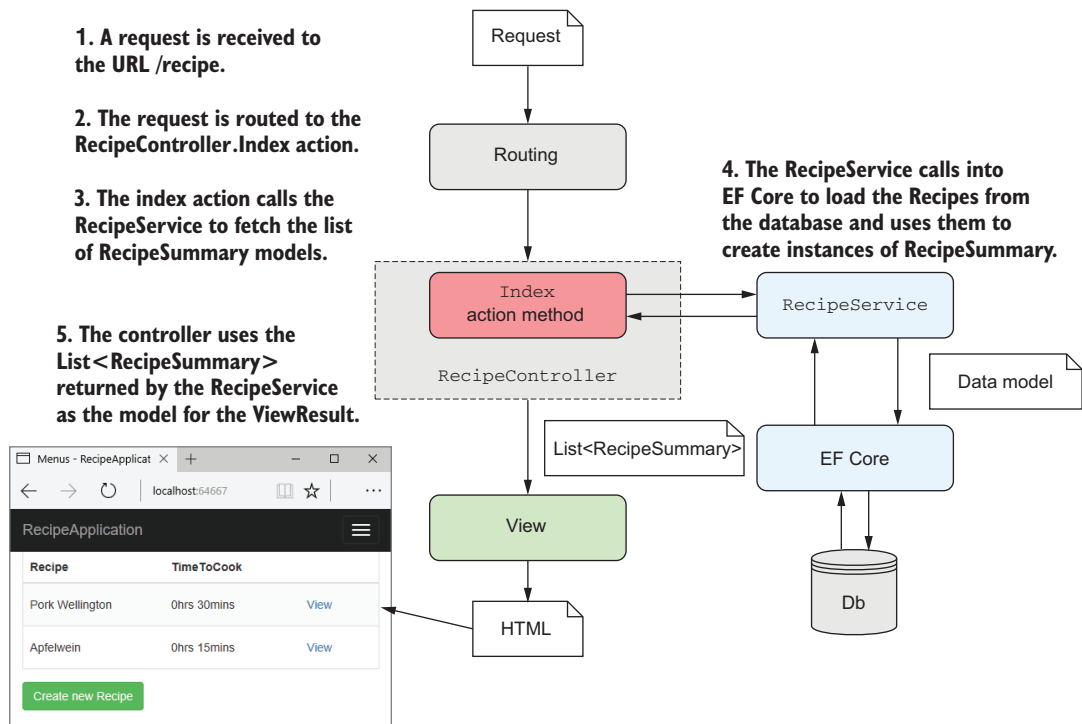 1. A request is received to
the URL /recipe.
2. The request is routed to the
RecipeController.Index action.
3. The index action calls the
RecipeService to fetch the list
of RecipeSummary models.
Request
Routing
4. The RecipeService calls into
EF Core to load the Recipes from
the database and uses them to
create instances of RecipeSummary.
Index
action method
RecipeController
RecipeService
Data model
EF Core
Db
5. The controller uses the
List<RecipeSummary>
returned by the RecipeService
as the model for the ViewResult.
List<RecipeSummary>
View
HTML
Menus - RecipeApplicat
localhost:64667
RecipeApplication
Recipe TimeToCook
Pork Wellington 0hrs 30mins View
Apfelwein 0hrs 15mins View
Create new Recipe